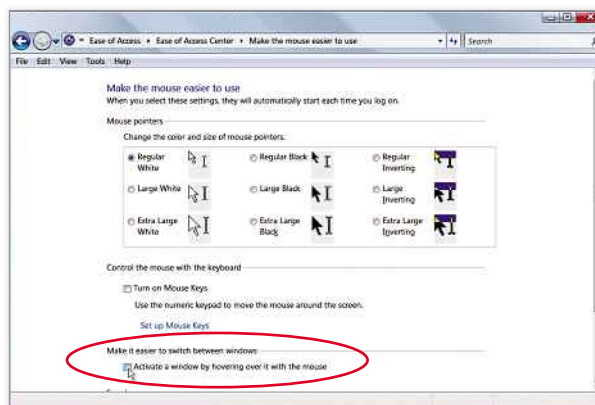 Ease of Access ▸ Ease of Access Center ▸ Make the mouse easier to use
Search
File Edit View Tools Help
Make the mouse easier to use
When you select these settings, they will automatically start each time you log on.
Mouse pointers
Change the color and size of mouse pointers.
Regular White Regular Black Regular Inverting
Large White Large Black Large Inverting
Extra Large White Extra Large Black Extra Large Inverting
Control the mouse with the keyboard
Turn on Mouse Keys
Use the numeric keypad to move the mouse around the screen.
Set up Mouse Keys
Make it easier to switch between windows
Activate a window by hovering over it with the mouse